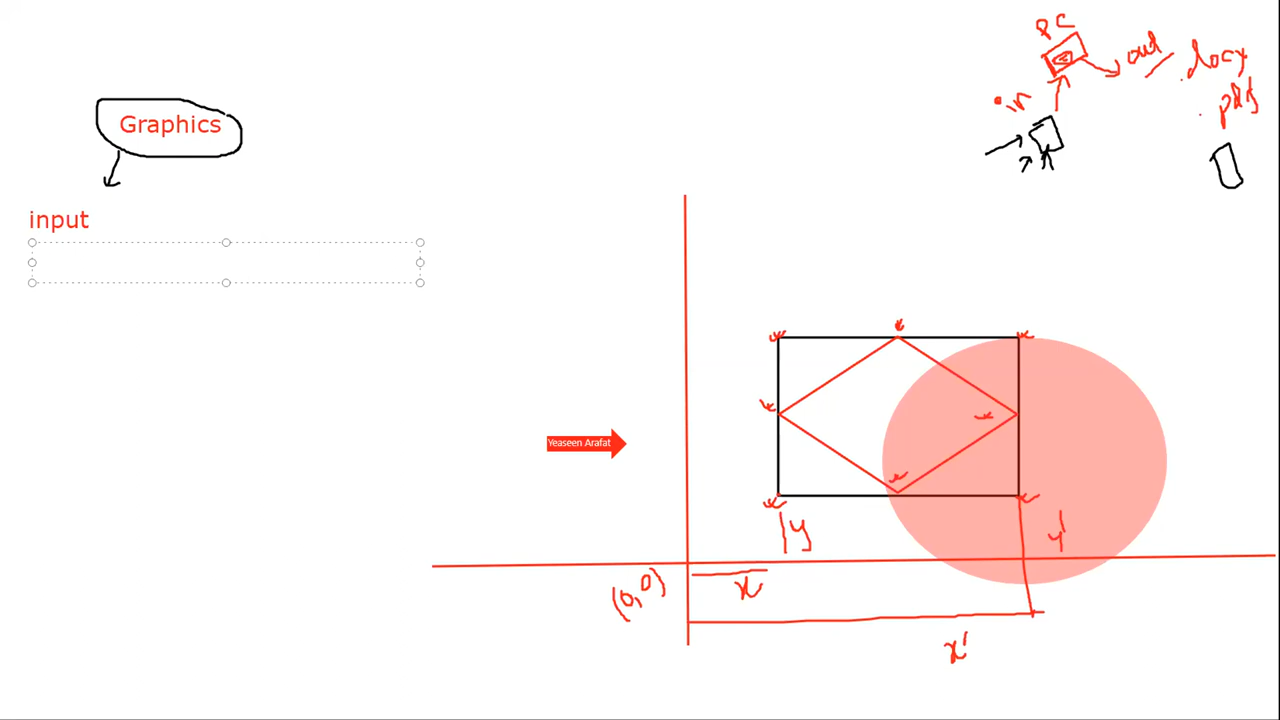 PC
out
.docx
.in
.pdf
Graphics
input
Yeaseen Arafat
y
y'
(0,0)
x
x'